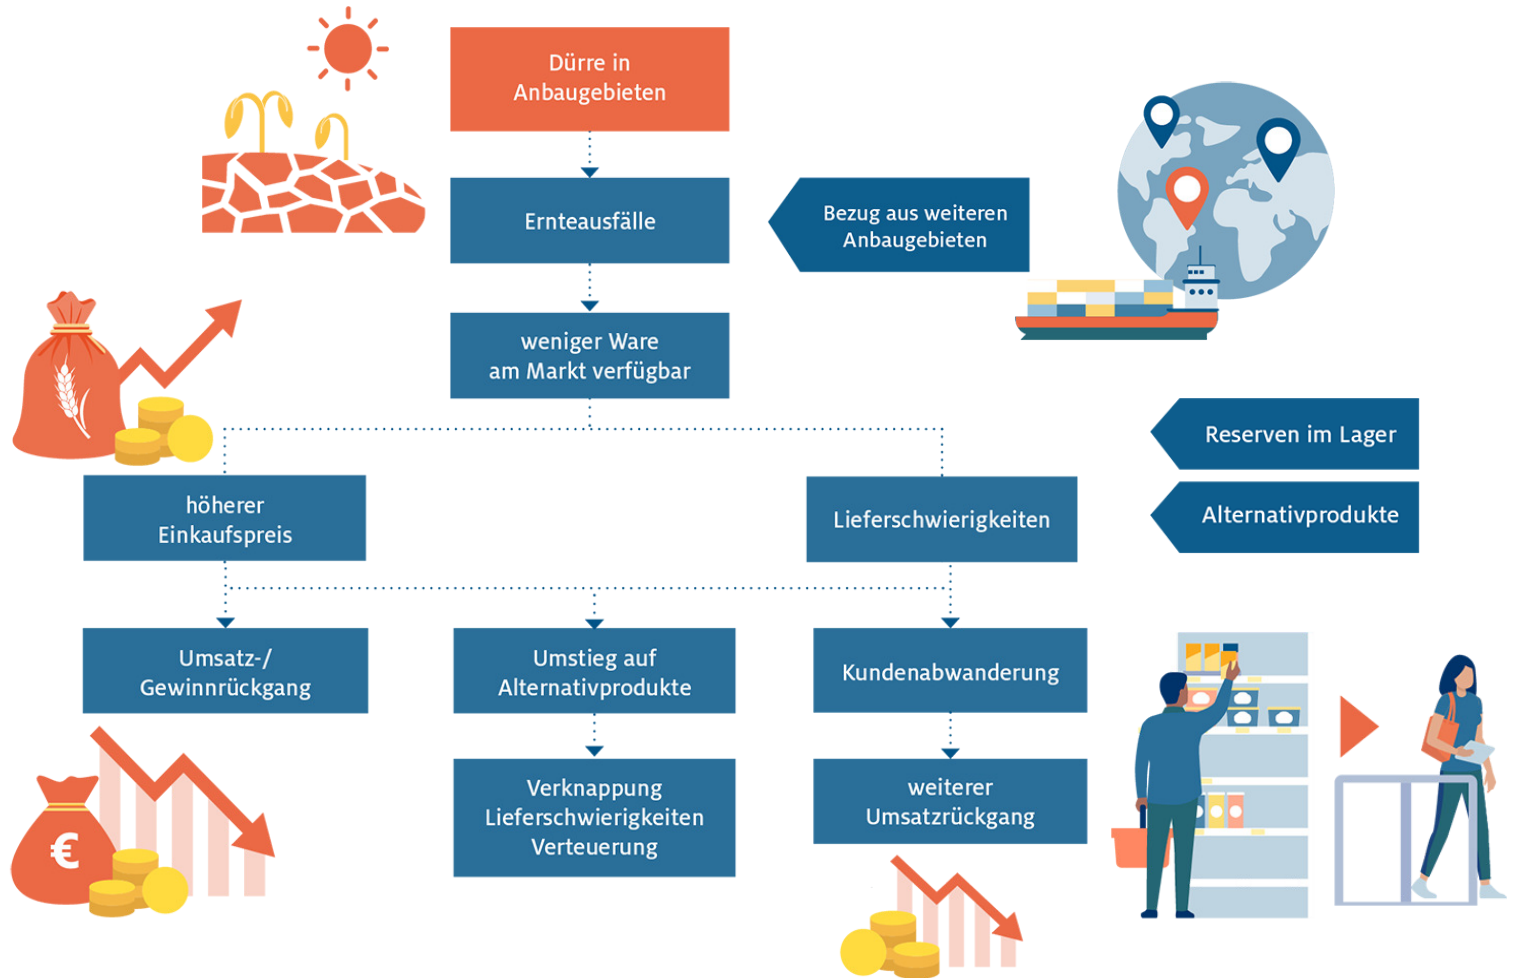 Dürre in
Anbaugebieten
Ernteausfälle
Bezug aus weiteren
Anbaugebieten
weniger Ware
am Markt verfügbar
Reserven im Lager
Alternativprodukte
höherer
Einkaufspreis
Lieferschwierigkeiten
Umsatz-/
Gewinnrückgang
Umstieg auf
Alternativprodukte
Kundenabwanderung
Verknappung
Lieferschwierigkeiten
Verteuerung
weiterer
Umsatzrückgang
€